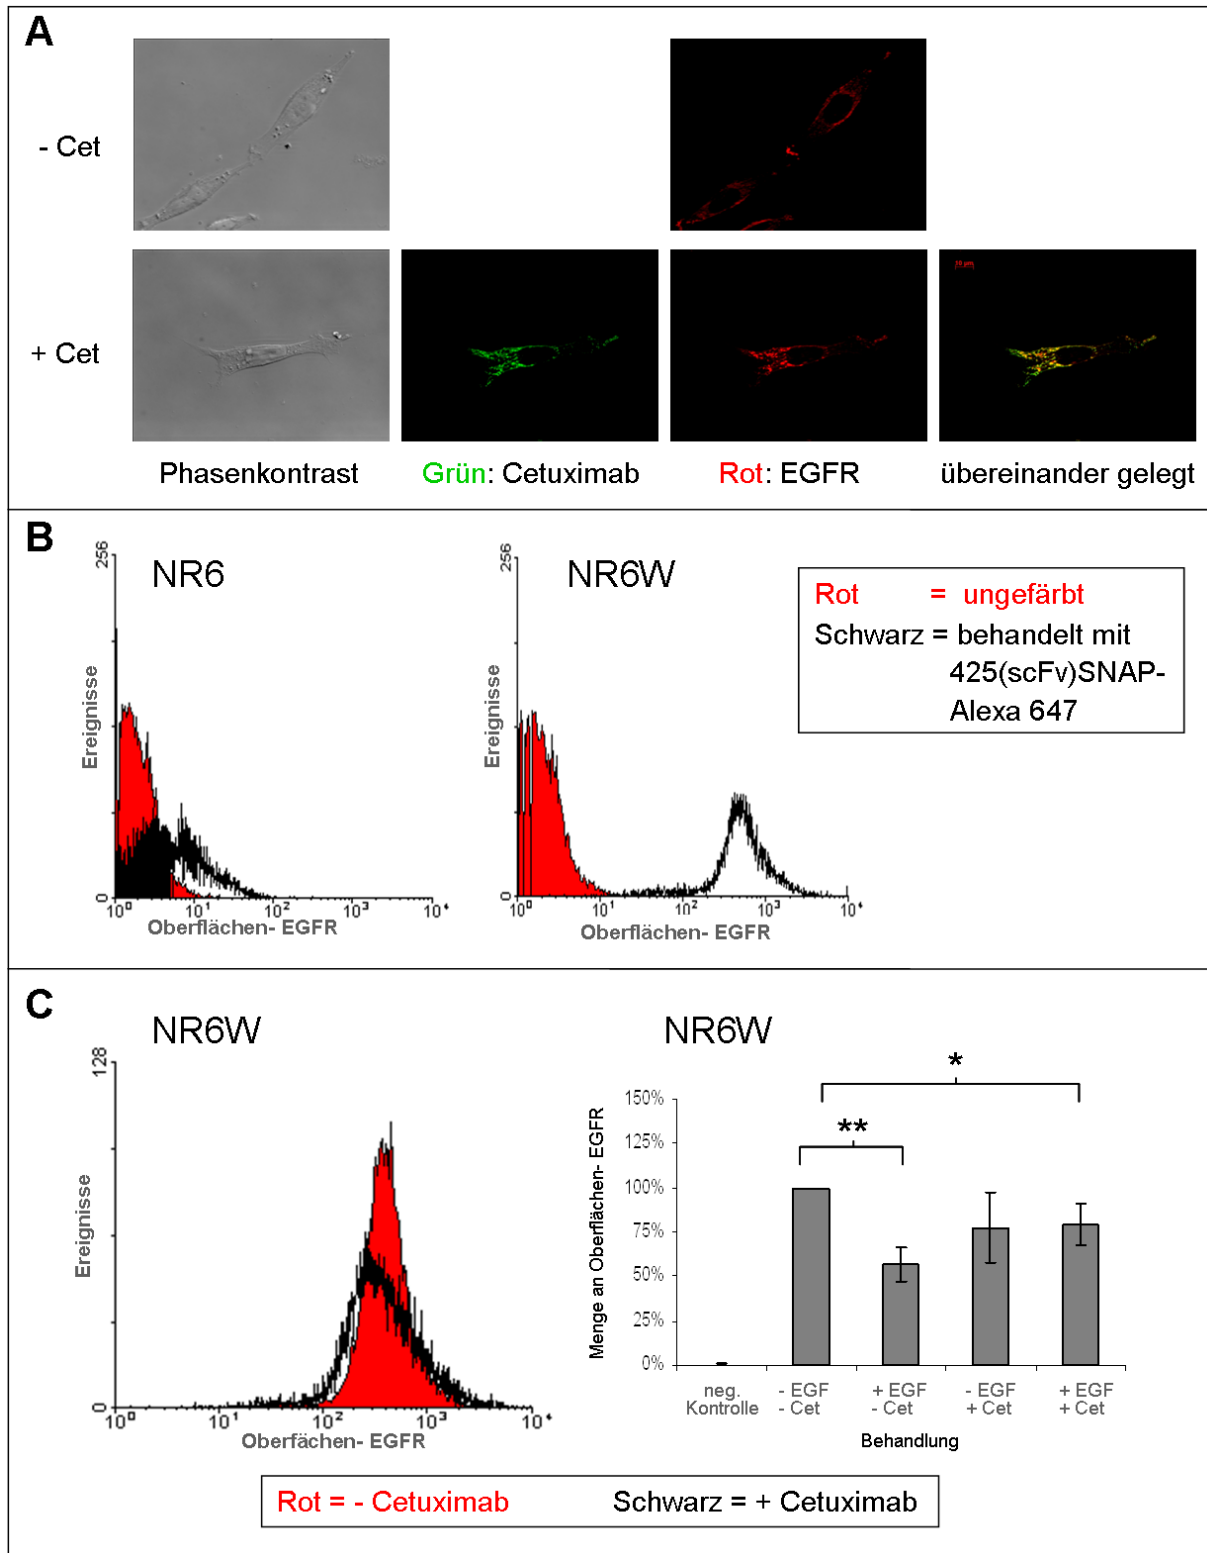 A
- Cet
+ Cet
10 µm
Phasenkontrast
Grün: Cetuximab
Rot: EGFR
übereinander gelegt
B
NR6
256
Ereignisse
0
10⁰ 10¹ 10² 10³ 10⁴
Oberflächen- EGFR
NR6W
256
Ereignisse
0
10⁰ 10¹ 10² 10³ 10⁴
Oberflächen- EGFR
Rot = ungefärbt
Schwarz = behandelt mit
425(scFv)SNAP-
Alexa 647
C
NR6W
128
Ereignisse
0
10⁰ 10¹ 10² 10³ 10⁴
Oberfächen- EGFR
NR6W
*
**
Menge an Oberflächen- EGFR
150%
125%
100%
75%
50%
25%
0%
neg. - EGF + EGF - EGF + EGF
Kontrolle - Cet - Cet + Cet + Cet
Behandlung
Rot = - Cetuximab Schwarz = + Cetuximab